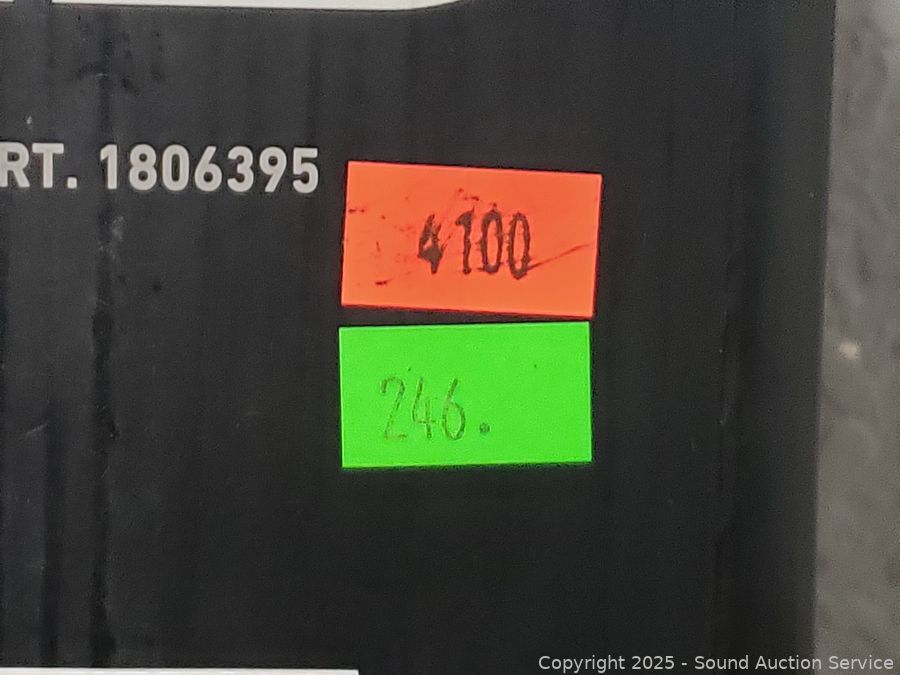 RT. 1806395
4100
246.
Copyright © 2025 - Sound Auction Service